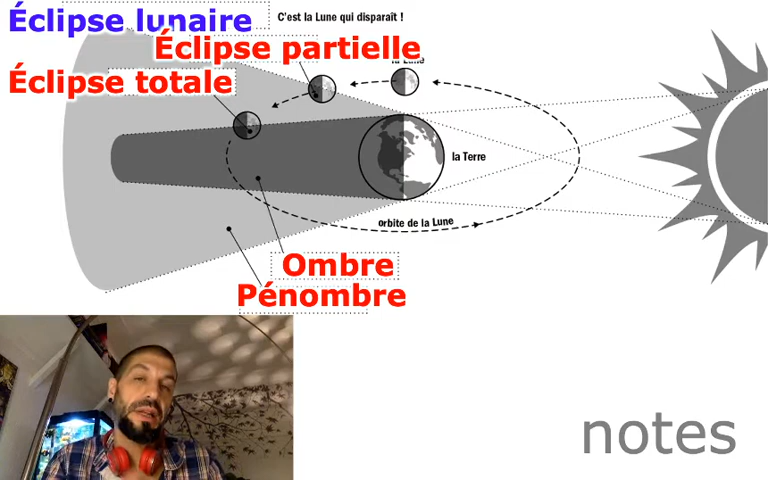 Éclipse lunaire
C'est la Lune qui disparaît !
Éclipse partielle
la Lune
Éclipse totale
la Terre
orbite de la Lune
Ombre
Pénombre
notes